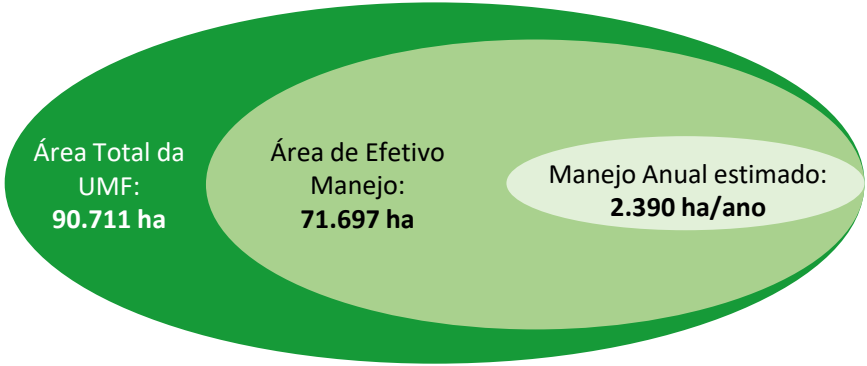 Área Total da
UMF:
90.711 ha
Área de Efetivo
Manejo:
71.697 ha
Manejo Anual estimado:
2.390 ha/ano